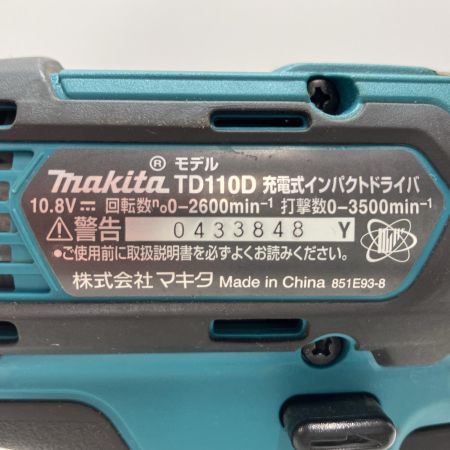 ® モデル
makita TD110D 充電式インパクトドライバ
10.8V⎓ 回転数n₀0-2600min⁻¹ 打撃数0-3500min⁻¹
⚠警告 0433848 Y
●ご使用前に取扱説明書を必ずよくお読みください。
株式会社マキタ Made in China 851E93-8